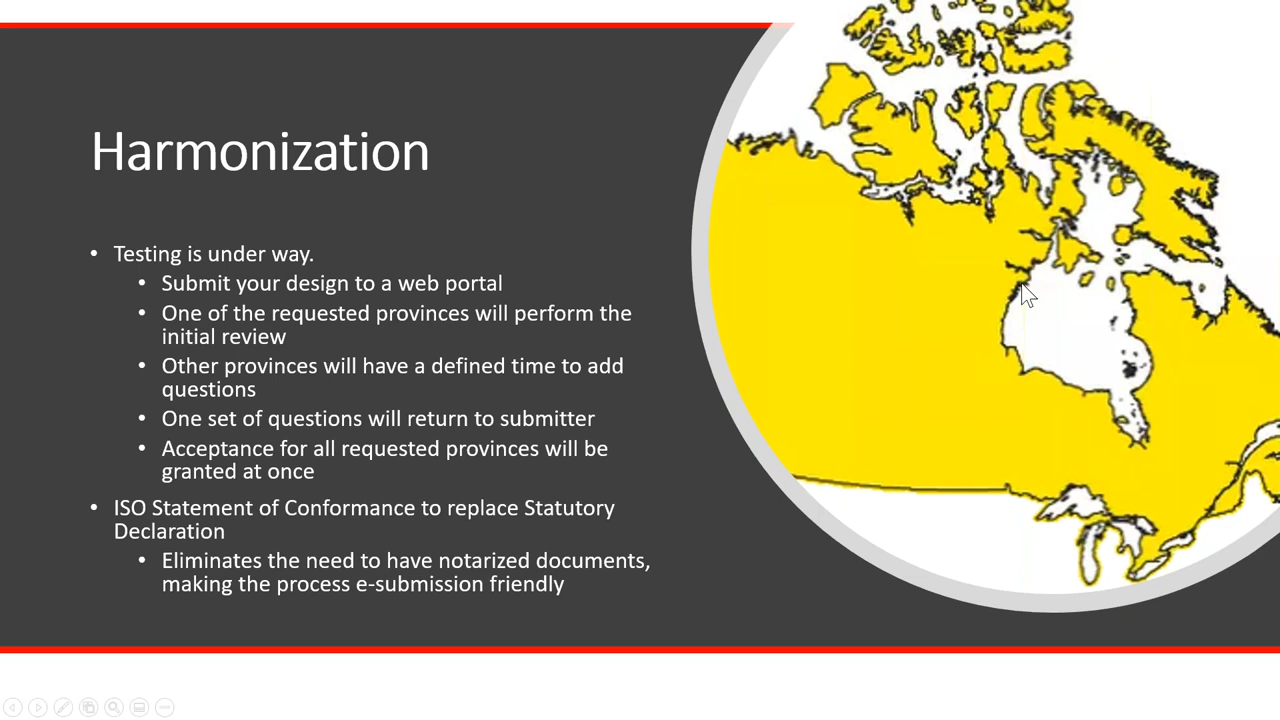 Harmonization
• Testing is under way.
• Submit your design to a web portal
• One of the requested provinces will perform the
initial review
• Other provinces will have a defined time to add
questions
• One set of questions will return to submitter
• Acceptance for all requested provinces will be
granted at once
• ISO Statement of Conformance to replace Statutory
Declaration
• Eliminates the need to have notarized documents,
making the process e-submission friendly